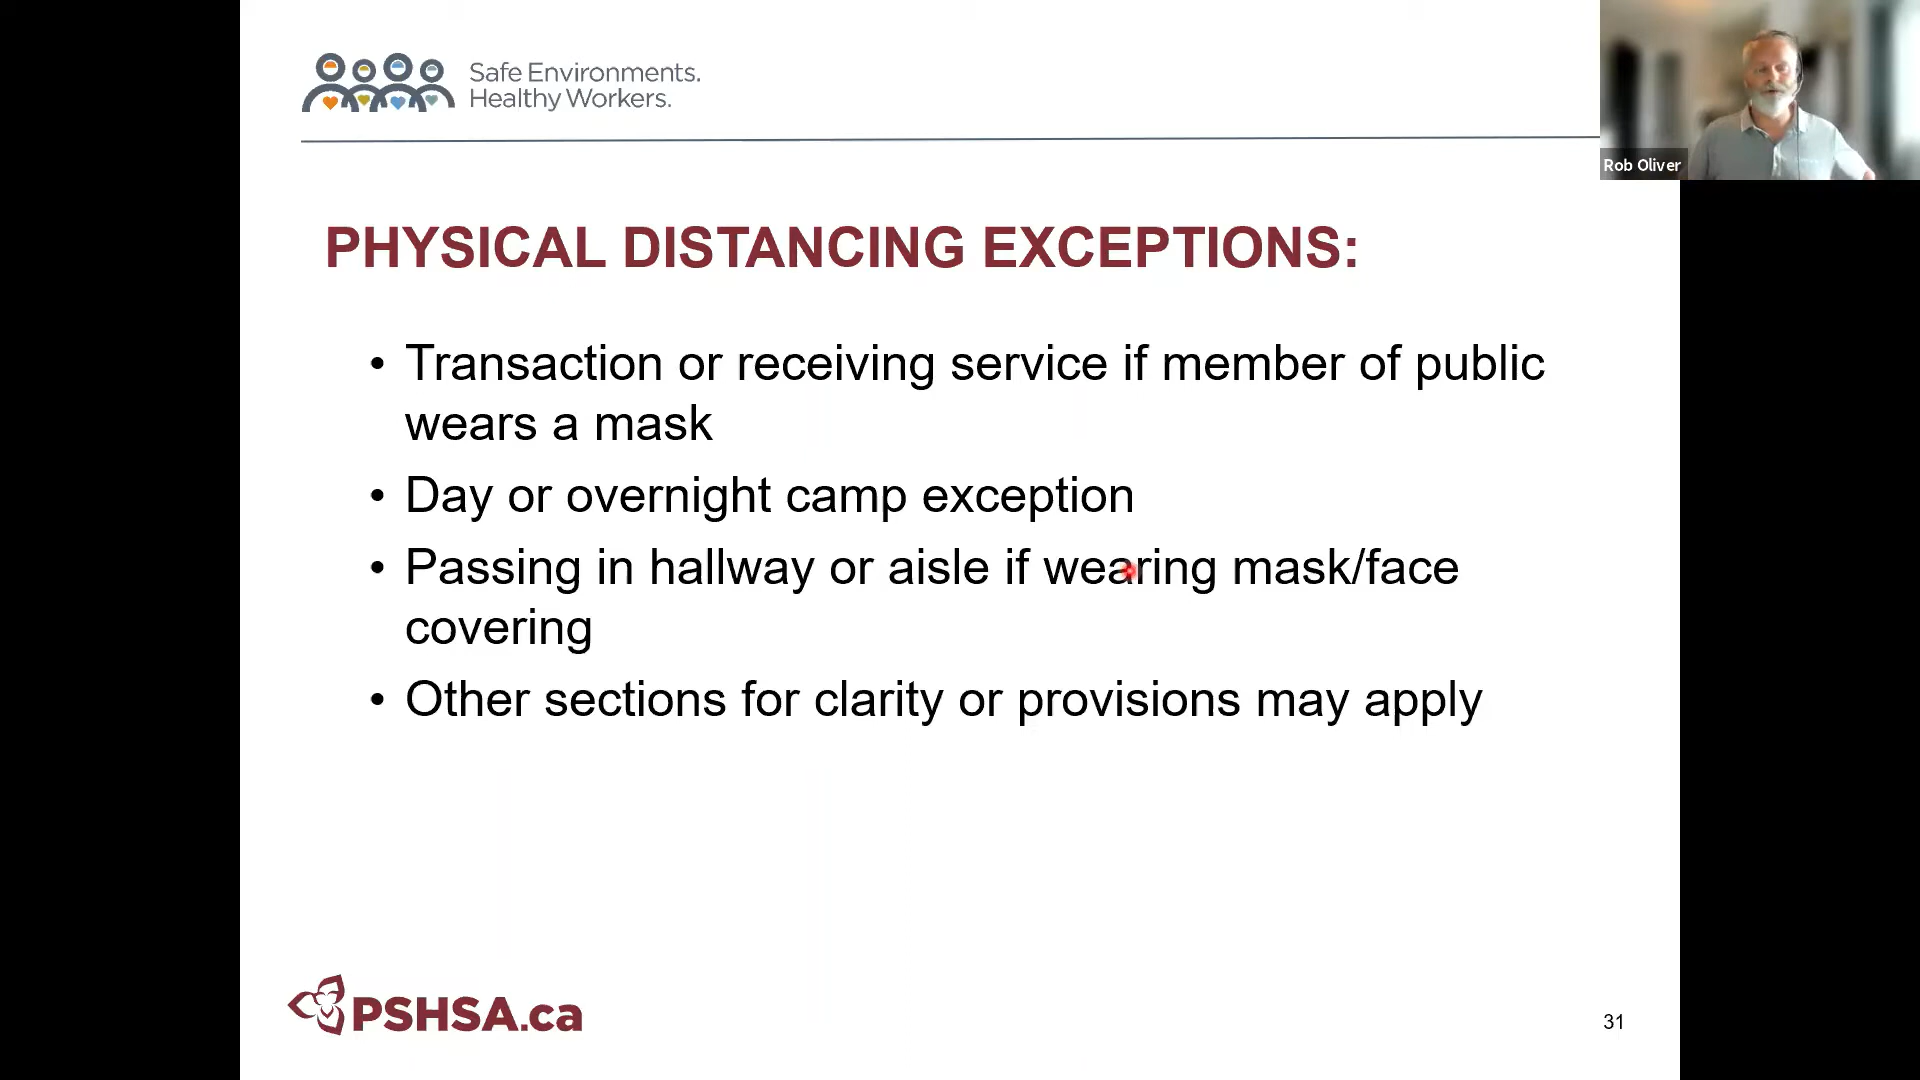 Safe Environments.
Healthy Workers.
Rob Oliver
PHYSICAL DISTANCING EXCEPTIONS:
• Transaction or receiving service if member of public
wears a mask
• Day or overnight camp exception
• Passing in hallway or aisle if wearing mask/face
covering
• Other sections for clarity or provisions may apply
PSHSA.ca
31